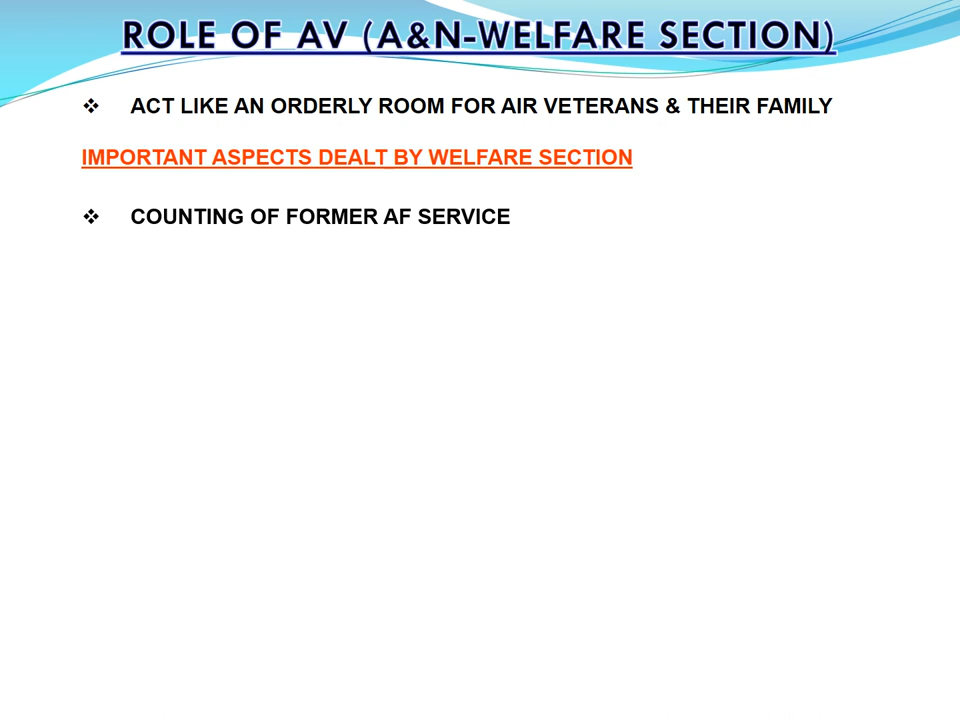 ROLE OF AV (A&N-WELFARE SECTION)
❖ ACT LIKE AN ORDERLY ROOM FOR AIR VETERANS & THEIR FAMILY
IMPORTANT ASPECTS DEALT BY WELFARE SECTION
❖ COUNTING OF FORMER AF SERVICE